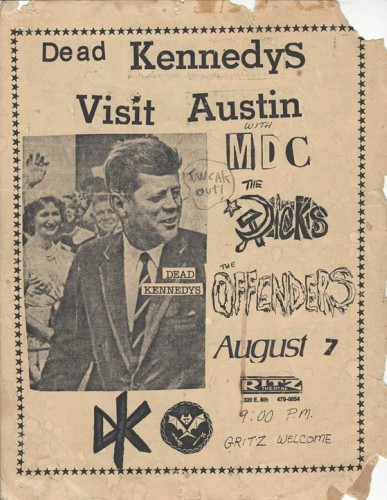 Dead Kennedys
Visit Austin
WITH
MDC
TWEAK
OUT!
THE
DICKS
THE
OFFENDERS
DEAD
KENNEDYS
August 7
RITZ
THEATRE
320 E. 6th 479-0054
9:00 P.M.
GRITZ WELCOME
DK